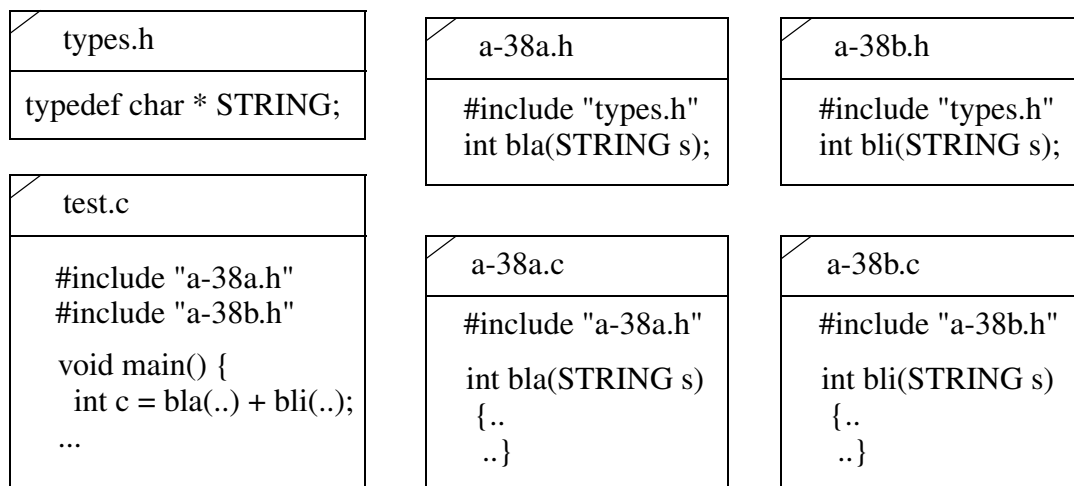 types.h
typedef char * STRING;
a-38a.h
#include "types.h"
int bla(STRING s);
a-38b.h
#include "types.h"
int bli(STRING s);
test.c
#include "a-38a.h"
#include "a-38b.h"
void main() {
int c = bla(..) + bli(..);
...
a-38a.c
#include "a-38a.h"
int bla(STRING s)
{..
..}
a-38b.c
#include "a-38b.h"
int bli(STRING s)
{..
..}